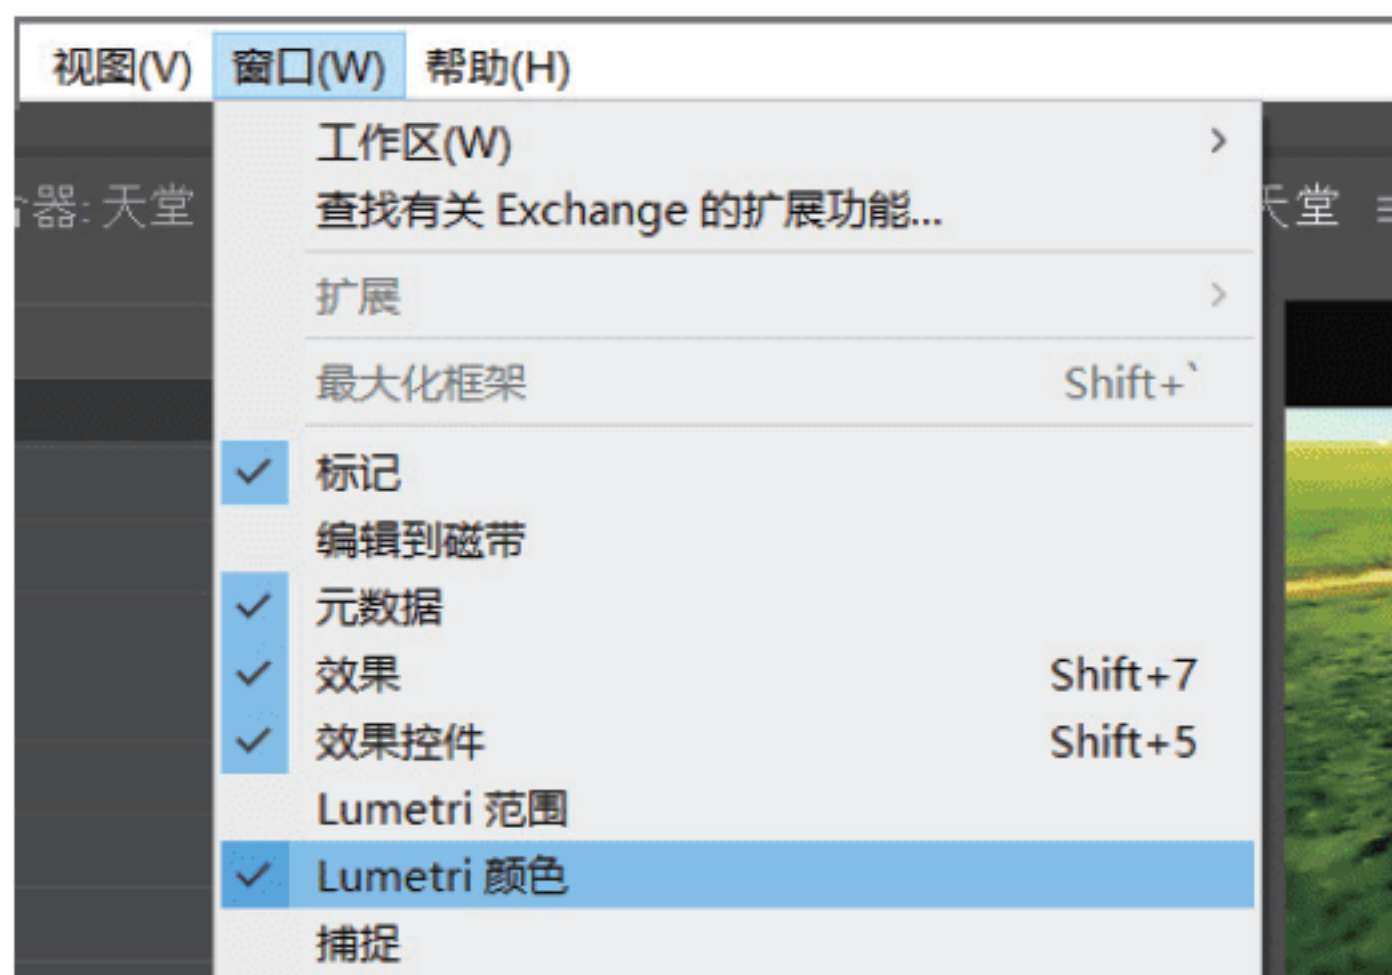 视图(V) 窗口(W) 帮助(H)
工作区(W)
器: 天堂
天堂
查找有关 Exchange 的扩展功能...
扩展
最大化框架 Shift+`
标记
编辑到磁带
元数据
效果 Shift+7
效果控件 Shift+5
Lumetri 范围
Lumetri 颜色
捕捉